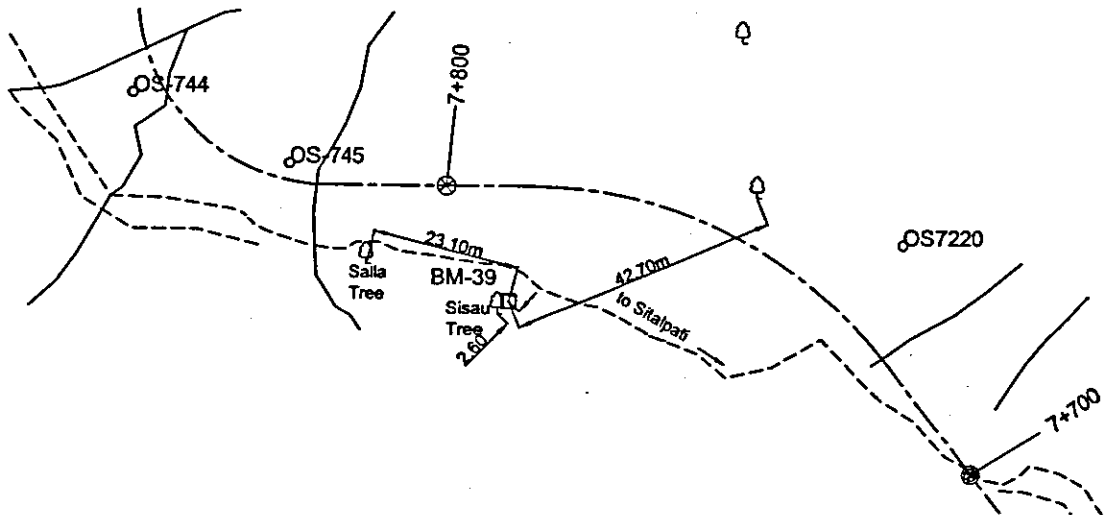 OS-744
7+800
OS-745
OS7220
23.10m
42.70m
Salla
Tree
BM-39
Sisau
Tree
to Sitalpati
2.60
7+700